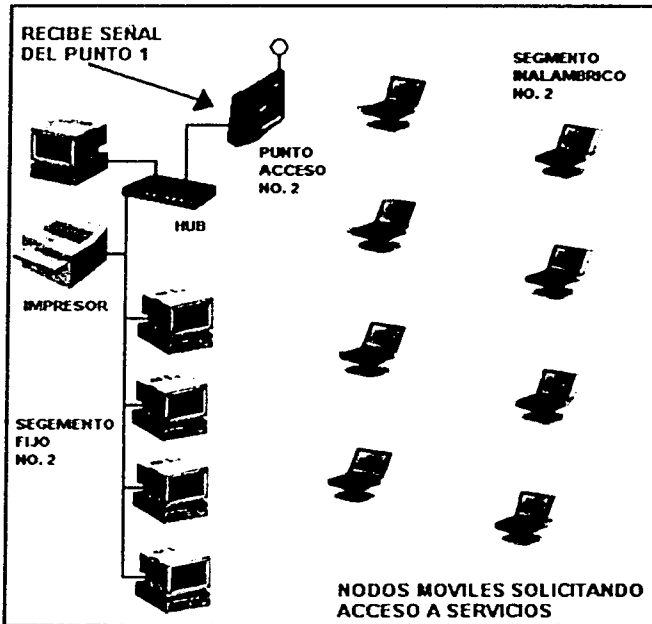 RECIBE SEÑAL
DEL PUNTO 1
SEGMENTO
INALAMBRICO
NO. 2
PUNTO
ACCESO
NO. 2
HUB
IMPRESOR
SEGEMENTO
FIJO
NO. 2
NODOS MOVILES SOLICITANDO
ACCESO A SERVICIOS